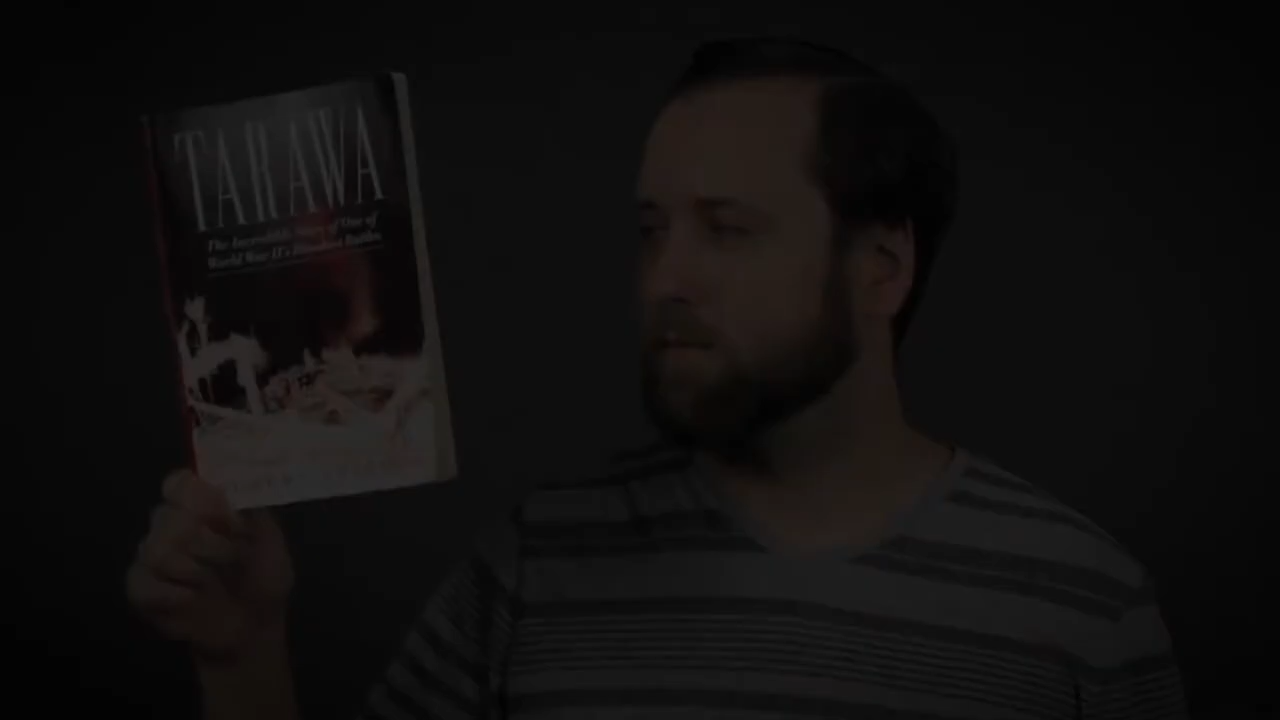 TARAWA
The Incredible Story of One of
World War II's Bloodiest Battles